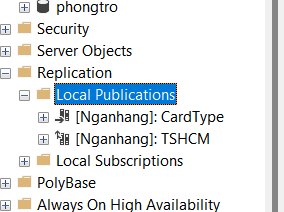 phongtro
Security
Server Objects
Replication
Local Publications
[Nganhang]: CardType
[Nganhang]: TSHCM
Local Subscriptions
PolyBase
Always On High Availability